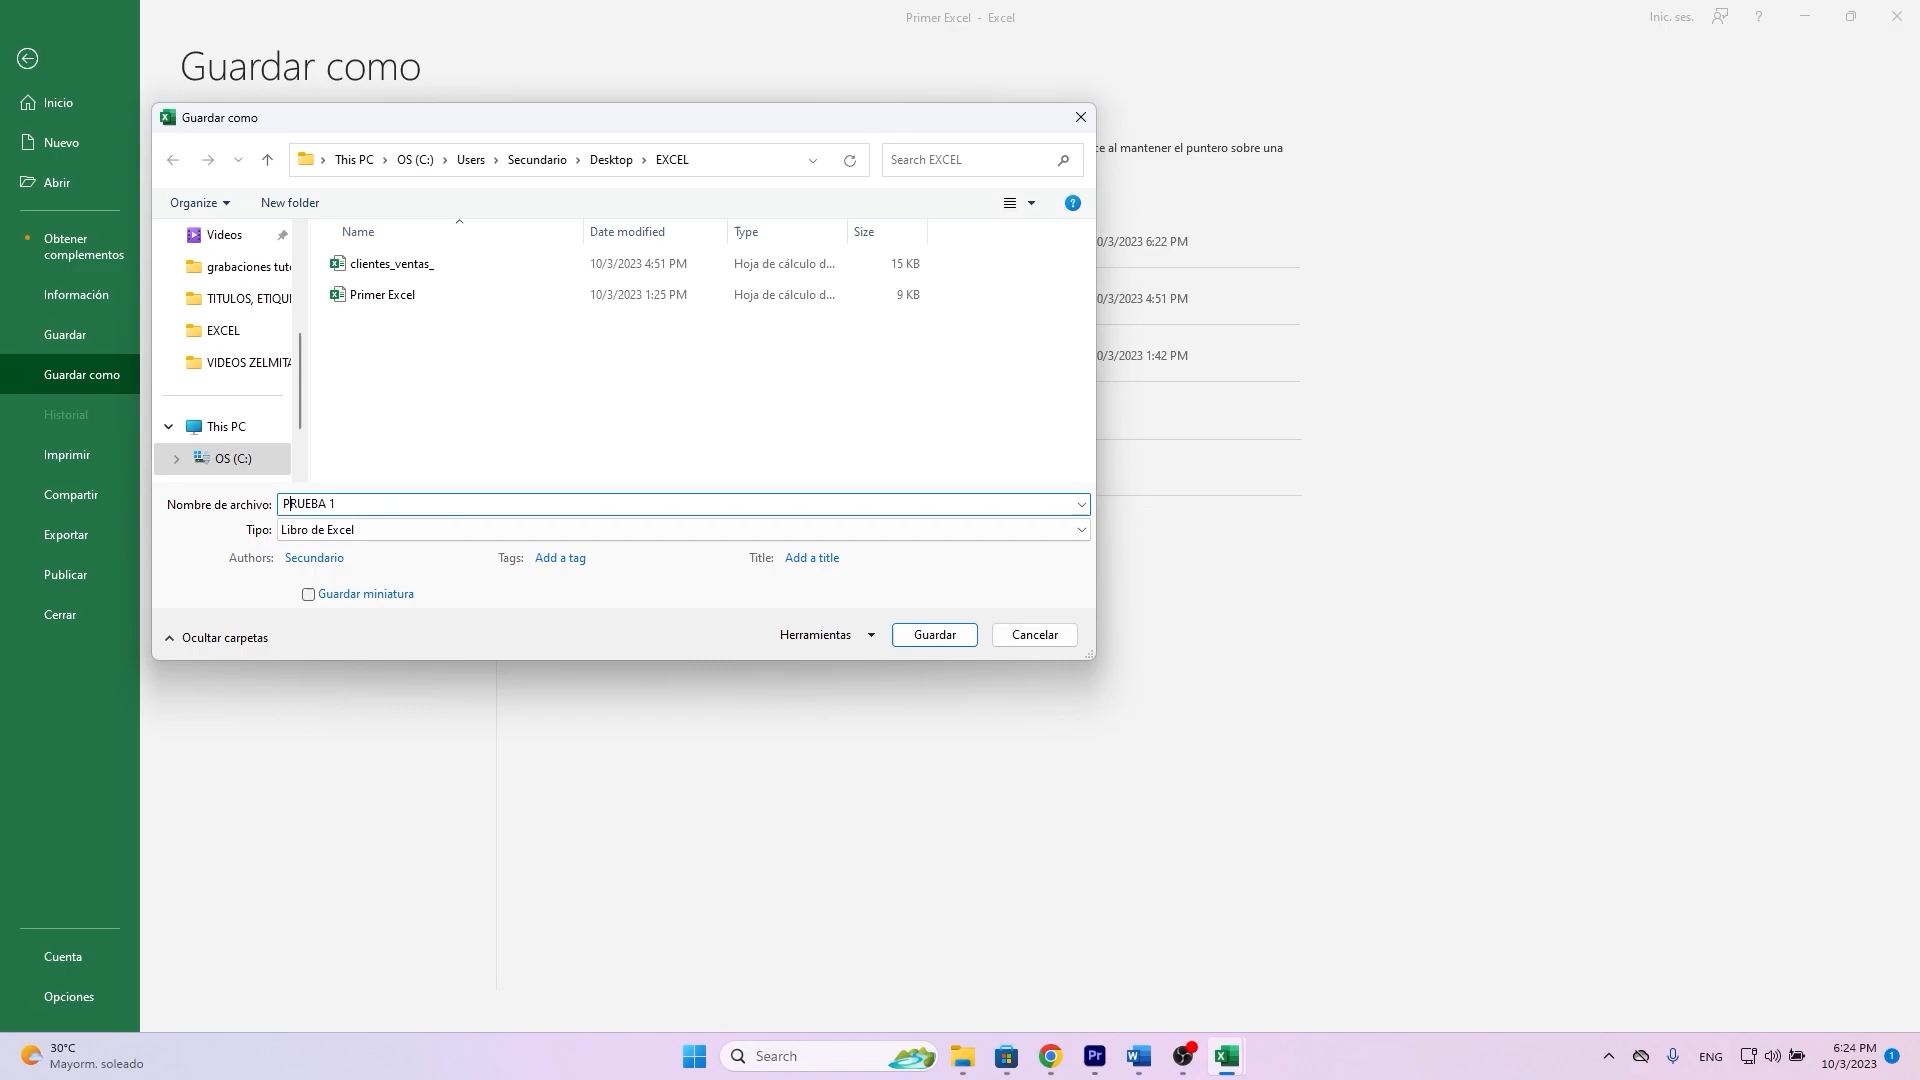 Primer Excel - Excel
Inic. ses.
Guardar como
Inicio
Nuevo
Abrir
Obtener
complementos
Información
Guardar
Guardar como
Historial
Imprimir
Compartir
Exportar
Publicar
Cerrar
Cuenta
Opciones
Guardar como
This PC > OS (C:) > Users > Secundario > Desktop > EXCEL
Search EXCEL
Organize
New folder
Videos
grabaciones tut
TITULOS, ETIQU
EXCEL
VIDEOS ZELMITA
This PC
OS (C:)
Name Date modified Type Size
clientes_ventas_ 10/3/2023 4:51 PM Hoja de cálculo d... 15 KB
Primer Excel 10/3/2023 1:25 PM Hoja de cálculo d... 9 KB
Nombre de archivo: PRUEBA 1
Tipo: Libro de Excel
Authors: Secundario Tags: Add a tag Title: Add a title
Guardar miniatura
Ocultar carpetas
Herramientas Guardar Cancelar
ce al mantener el puntero sobre una
0/3/2023 6:22 PM
0/3/2023 4:51 PM
0/3/2023 1:42 PM
30°C
Mayorm. soleado
Search
Pr
ENG
6:24 PM
10/3/2023
1